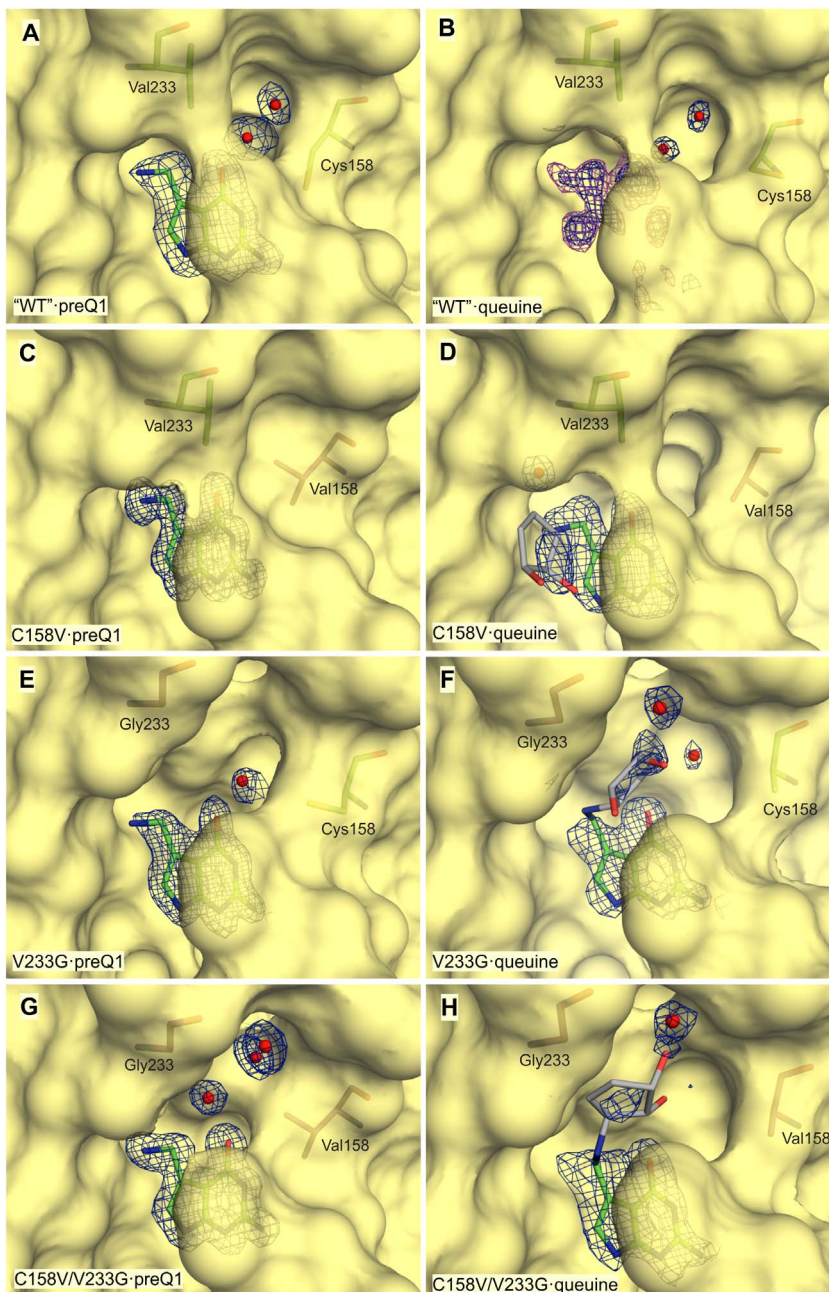 A
Val233
Cys158
"WT"·preQ1
B
Val233
Cys158
"WT"·queuine
C
Val233
Val158
C158V·preQ1
D
Val233
Val158
C158V·queuine
E
Gly233
Cys158
V233G·preQ1
F
Gly233
Cys158
V233G·queuine
G
Gly233
Val158
C158V/V233G·preQ1
H
Gly233
Val158
C158V/V233G·queuine